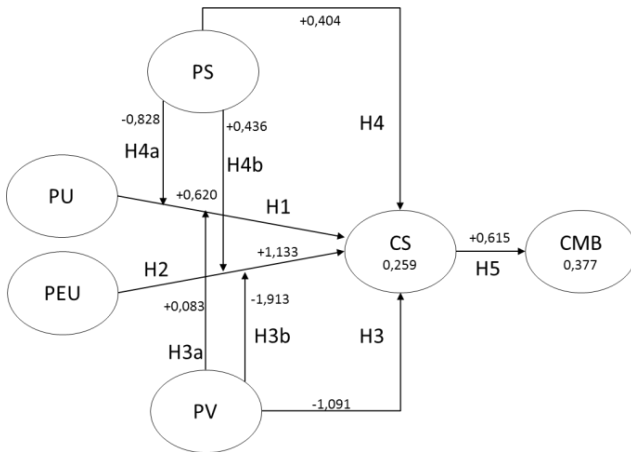 +0,404
PS
-0,828
+0,436
H4a
H4b
H4
PU
+0,620
H1
CS
0,259
+0,615
H5
CMB
0,377
H2
+1,133
PEU
+0,083
-1,913
H3a
H3b
H3
PV
-1,091